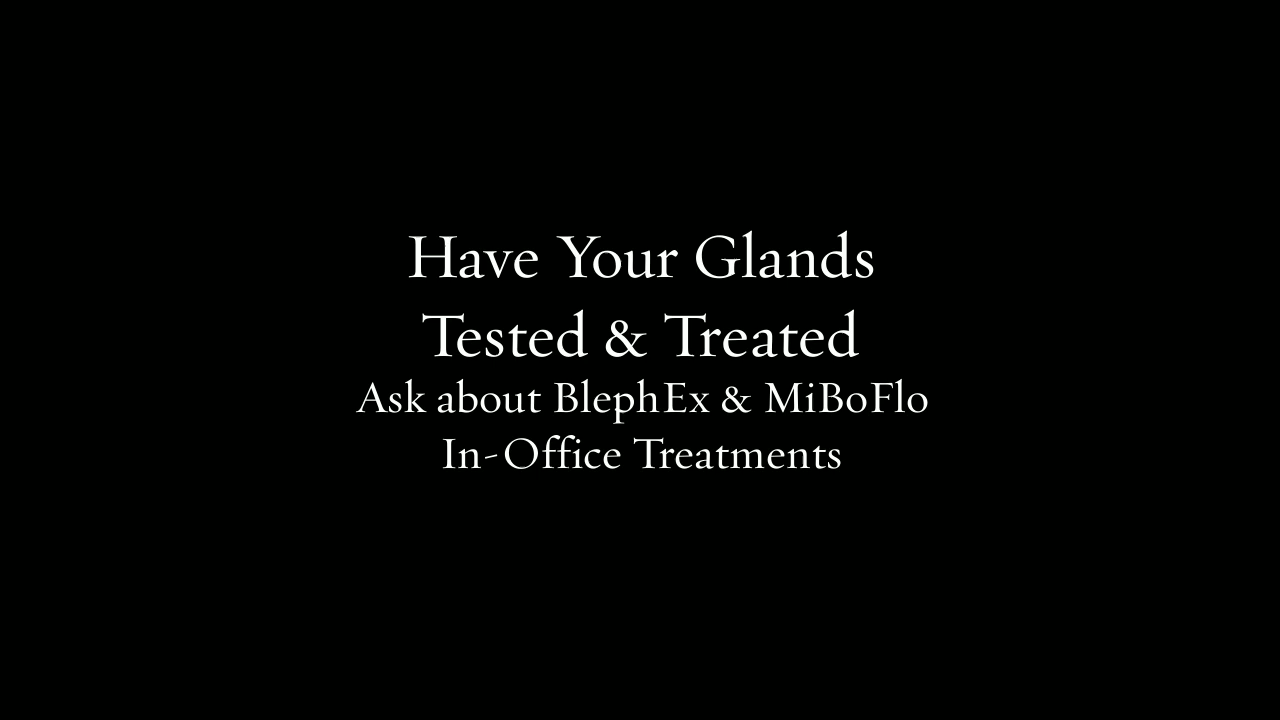 Have Your Glands
Tested & Treated
Ask about BlephEx & MiBoFlo
In-Office Treatments